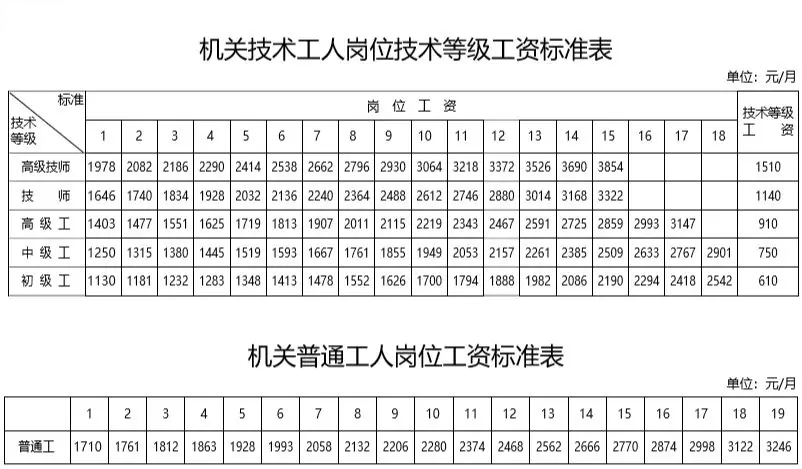 机关技术工人岗位技术等级工资标准表
单位：元/月
标准 技术等级 岗位工资 技术等级工资
1 2 3 4 5 6 7 8 9 10 11 12 13 14 15 16 17 18
高级技师 1978 2082 2186 2290 2414 2538 2662 2796 2930 3064 3218 3372 3526 3690 3854 1510
技师 1646 1740 1834 1928 2032 2136 2240 2364 2488 2612 2746 2880 3014 3168 3322 1140
高级工 1403 1477 1551 1625 1719 1813 1907 2011 2115 2219 2343 2467 2591 2725 2859 2993 3147 910
中级工 1250 1315 1380 1445 1519 1593 1667 1761 1855 1949 2053 2157 2261 2385 2509 2633 2767 2901 750
初级工 1130 1181 1232 1283 1348 1413 1478 1552 1626 1700 1794 1888 1982 2086 2190 2294 2418 2542 610
机关普通工人岗位工资标准表
单位：元/月
1 2 3 4 5 6 7 8 9 10 11 12 13 14 15 16 17 18 19
普通工 1710 1761 1812 1863 1928 1993 2058 2132 2206 2280 2374 2468 2562 2666 2770 2874 2998 3122 3246